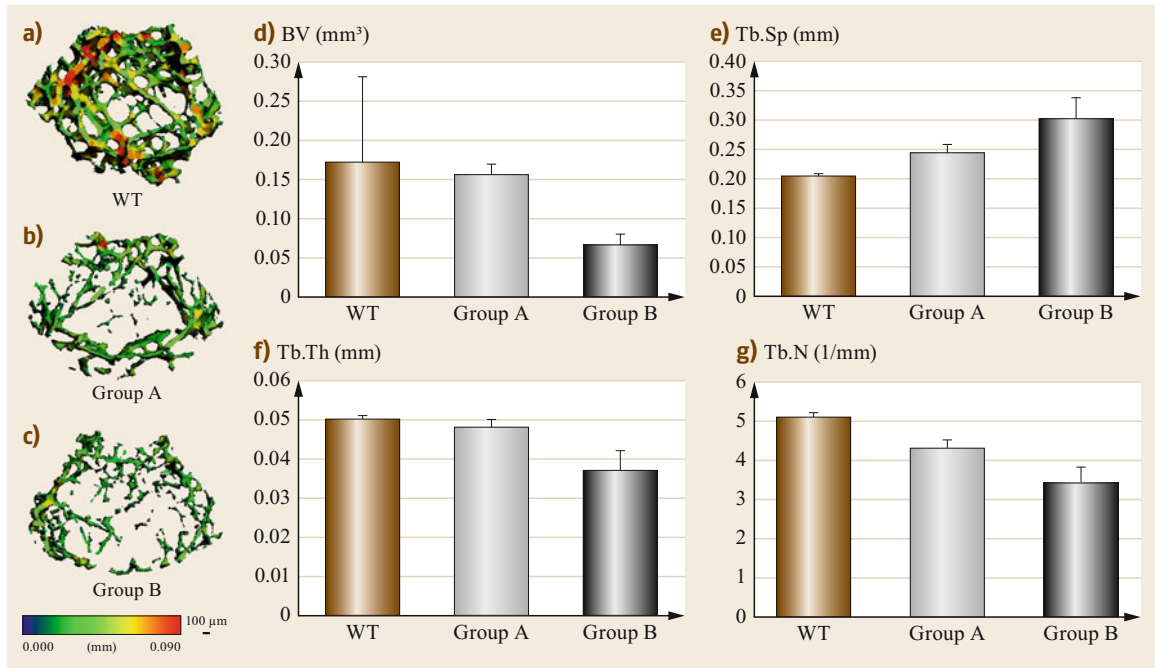 a)
WT
b)
Group A
c)
Group B
100 µm
0.000 (mm) 0.090
d) BV (mm³)
0.30
0.25
0.20
0.15
0.10
0.05
0
WT Group A Group B
e) Tb.Sp (mm)
0.40
0.35
0.30
0.25
0.20
0.15
0.10
0.05
0
WT Group A Group B
f) Tb.Th (mm)
0.06
0.05
0.04
0.03
0.02
0.01
0
WT Group A Group B
g) Tb.N (1/mm)
6
5
4
3
2
1
0
WT Group A Group B